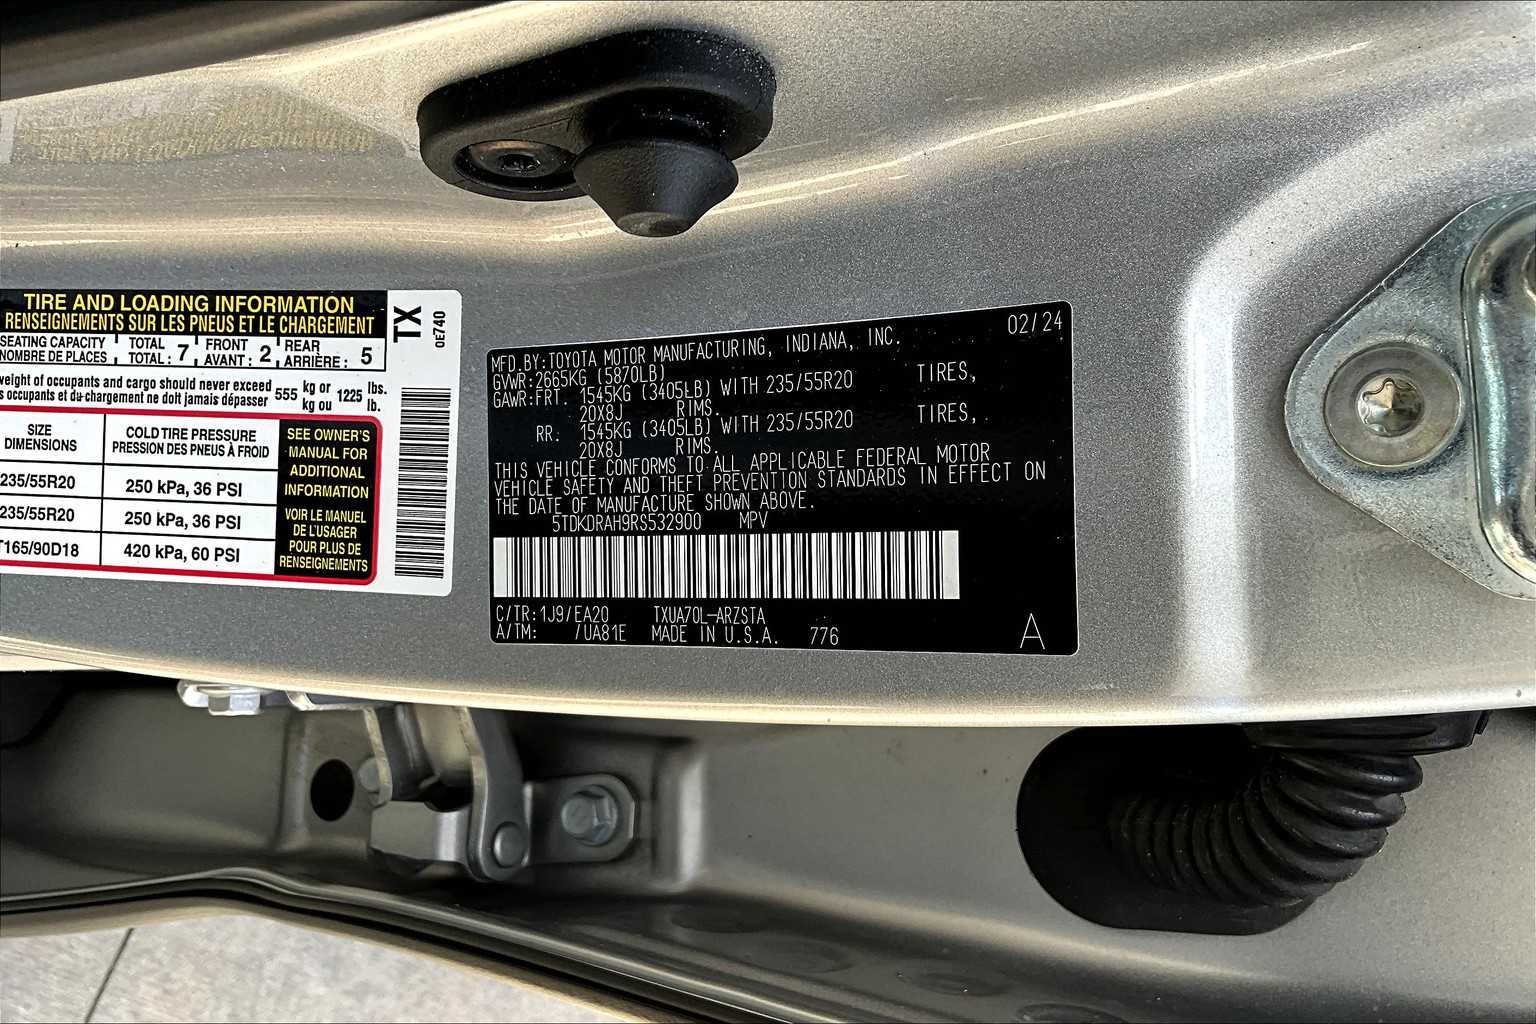 TIRE AND LOADING INFORMATION
RENSEIGNEMENTS SUR LES PNEUS ET LE CHARGEMENT
SEATING CAPACITY TOTAL : 7 FRONT 2 REAR 5
NOMBRE DE PLACES TOTAL : AVANT : ARRIÈRE :
weight of occupants and cargo should never exceed 555 kg or 1225 lbs.
occupants et du chargement ne doit jamais dépasser kg ou lb.
SIZE
DIMENSIONS
COLD TIRE PRESSURE
PRESSION DES PNEUS À FROID
235/55R20 250 kPa, 36 PSI
235/55R20 250 kPa, 36 PSI
T165/90D18 420 kPa, 60 PSI
SEE OWNER'S
MANUAL FOR
ADDITIONAL
INFORMATION
VOIR LE MANUEL
DE L'USAGER
POUR PLUS DE
RENSEIGNEMENTS
TX
0E740
02/24
MFD.BY:TOYOTA MOTOR MANUFACTURING, INDIANA, INC.
GVWR:2665KG (5870LB)
GAWR:FRT. 1545KG (3405LB) WITH 235/55R20 TIRES,
20X8J RIMS.
RR. 1545KG (3405LB) WITH 235/55R20 TIRES,
20X8J RIMS.
THIS VEHICLE CONFORMS TO ALL APPLICABLE FEDERAL MOTOR
VEHICLE SAFETY AND THEFT PREVENTION STANDARDS IN EFFECT ON
THE DATE OF MANUFACTURE SHOWN ABOVE.
5TDKDRAH9RS532900 MPV
C/TR:1J9/EA20 TXUA70L-ARZSTA
A/TM: /UA81E MADE IN U.S.A. 776
A